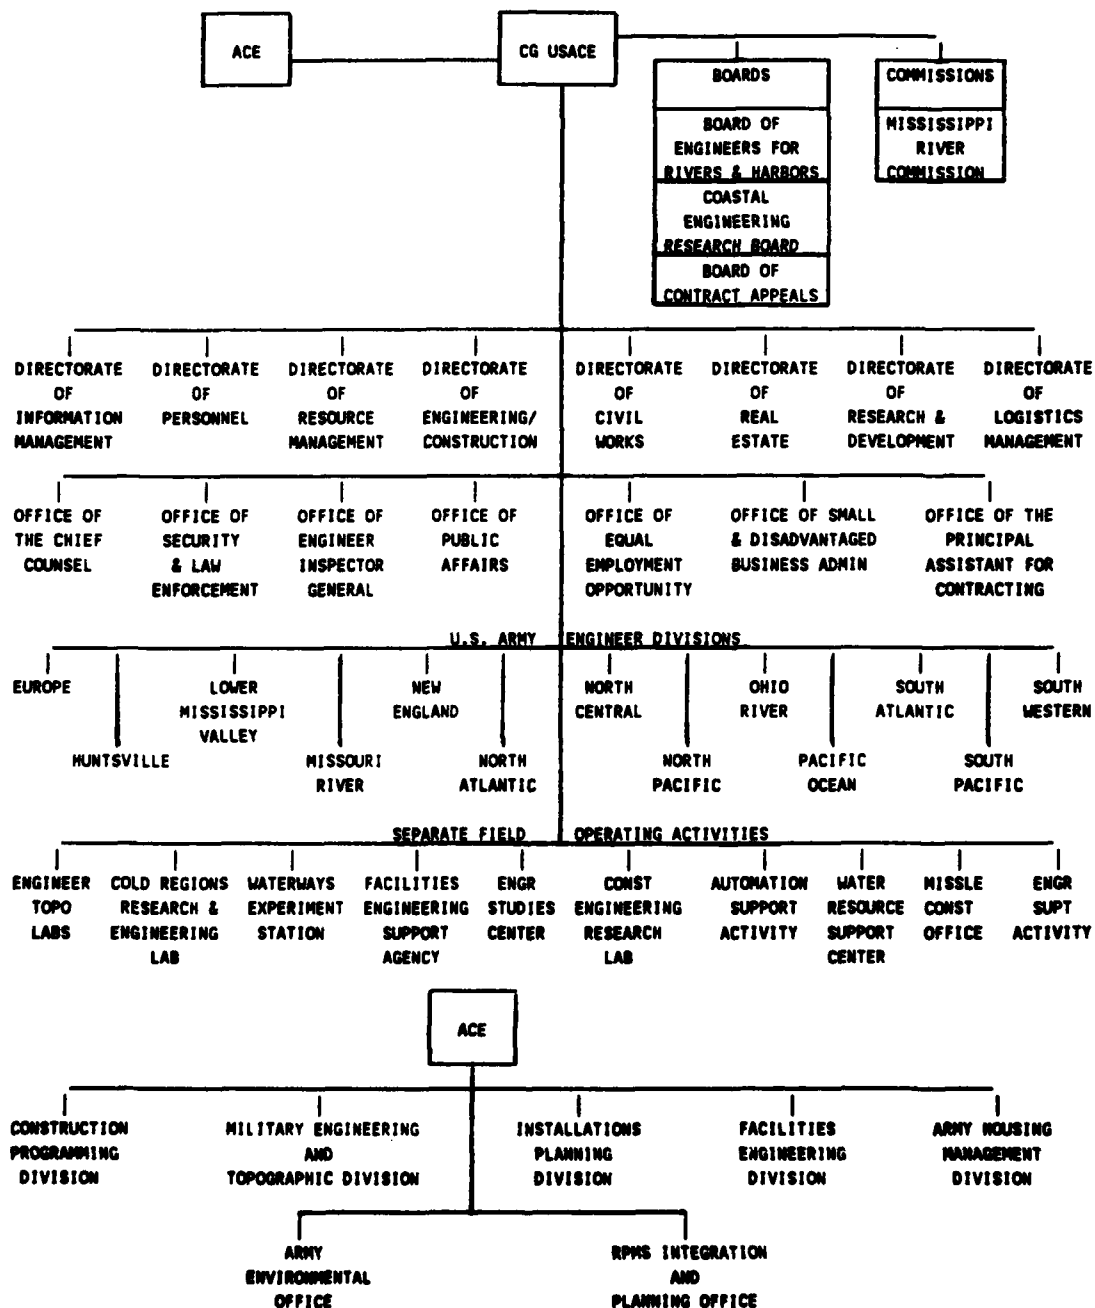 ACE
CG USACE
BOARDS
BOARD OF
ENGINEERS FOR
RIVERS & HARBORS
COASTAL
ENGINEERING
RESEARCH BOARD
BOARD OF
CONTRACT APPEALS
COMMISSIONS
MISSISSIPPI
RIVER
COMMISSION
DIRECTORATE
OF
INFORMATION
MANAGEMENT
DIRECTORATE
OF
PERSONNEL
DIRECTORATE
OF
RESOURCE
MANAGEMENT
DIRECTORATE
OF
ENGINEERING/
CONSTRUCTION
DIRECTORATE
OF
CIVIL
WORKS
DIRECTORATE
OF
REAL
ESTATE
DIRECTORATE
OF
RESEARCH &
DEVELOPMENT
DIRECTORATE
OF
LOGISTICS
MANAGEMENT
OFFICE OF
THE CHIEF
COUNSEL
OFFICE OF
SECURITY
& LAW
ENFORCEMENT
OFFICE OF
ENGINEER
INSPECTOR
GENERAL
OFFICE OF
PUBLIC
AFFAIRS
OFFICE OF
EQUAL
EMPLOYMENT
OPPORTUNITY
OFFICE OF SMALL
& DISADVANTAGED
BUSINESS ADMIN
OFFICE OF THE
PRINCIPAL
ASSISTANT FOR
CONTRACTING
U.S. ARMY ENGINEER DIVISIONS
EUROPE
HUNTSVILLE
LOWER
MISSISSIPPI
VALLEY
MISSOURI
RIVER
NEW
ENGLAND
NORTH
ATLANTIC
NORTH
CENTRAL
NORTH
PACIFIC
OHIO
RIVER
PACIFIC
OCEAN
SOUTH
ATLANTIC
SOUTH
PACIFIC
SOUTH
WESTERN
SEPARATE FIELD OPERATING ACTIVITIES
ENGINEER
TOPO
LABS
COLD REGIONS
RESEARCH &
ENGINEERING
LAB
WATERWAYS
EXPERIMENT
STATION
FACILITIES
ENGINEERING
SUPPORT
AGENCY
ENGR
STUDIES
CENTER
CONST
ENGINEERING
RESEARCH
LAB
AUTOMATION
SUPPORT
ACTIVITY
WATER
RESOURCE
SUPPORT
CENTER
MISSLE
CONST
OFFICE
ENGR
SUPT
ACTIVITY
ACE
CONSTRUCTION
PROGRAMMING
DIVISION
MILITARY ENGINEERING
AND
TOPOGRAPHIC DIVISION
INSTALLATIONS
PLANNING
DIVISION
FACILITIES
ENGINEERING
DIVISION
ARMY HOUSING
MANAGEMENT
DIVISION
ARMY
ENVIRONMENTAL
OFFICE
RPMS INTEGRATION
AND
PLANNING OFFICE